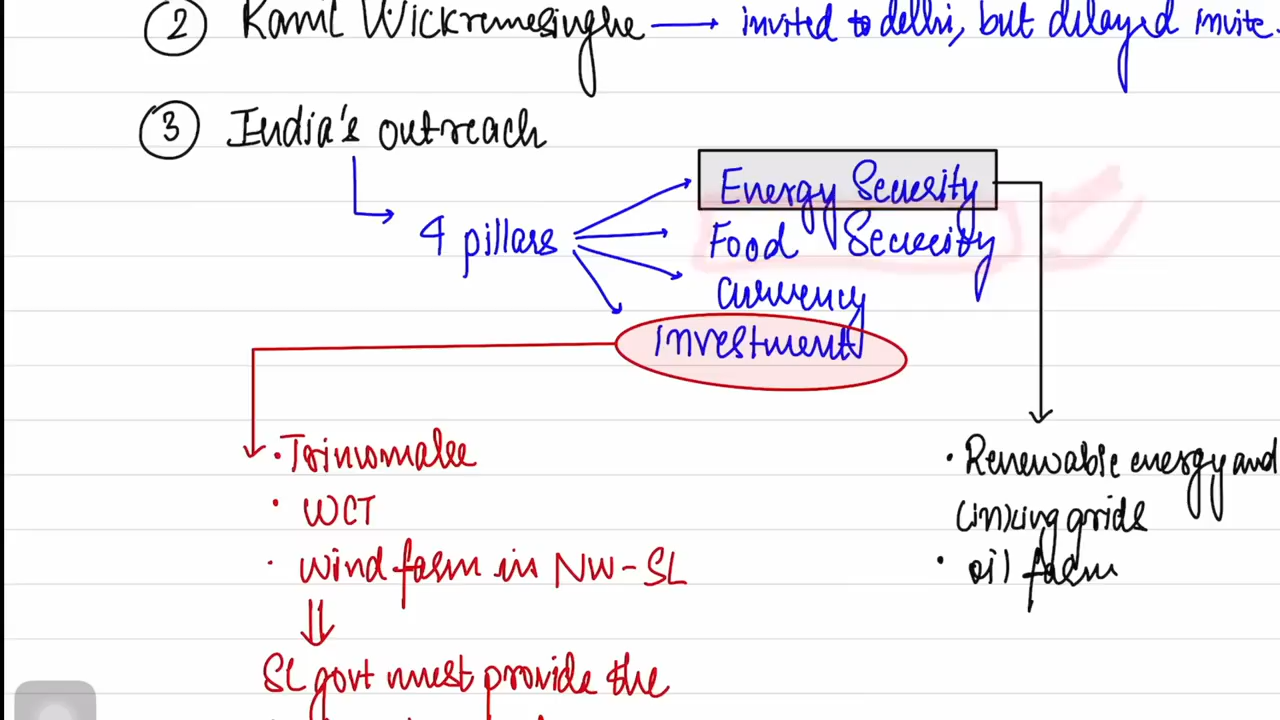 ② Ranil Wickremesinghe → invited to delhi, but delayed invite.
③ India's outreach
4 pillars
Energy Security
Food Security
Currency
Investment
• Trincomalee
• WCT
• wind farm in NW-SL
SL govt must provide the
• Renewable energy and
linking grids
• oil farm